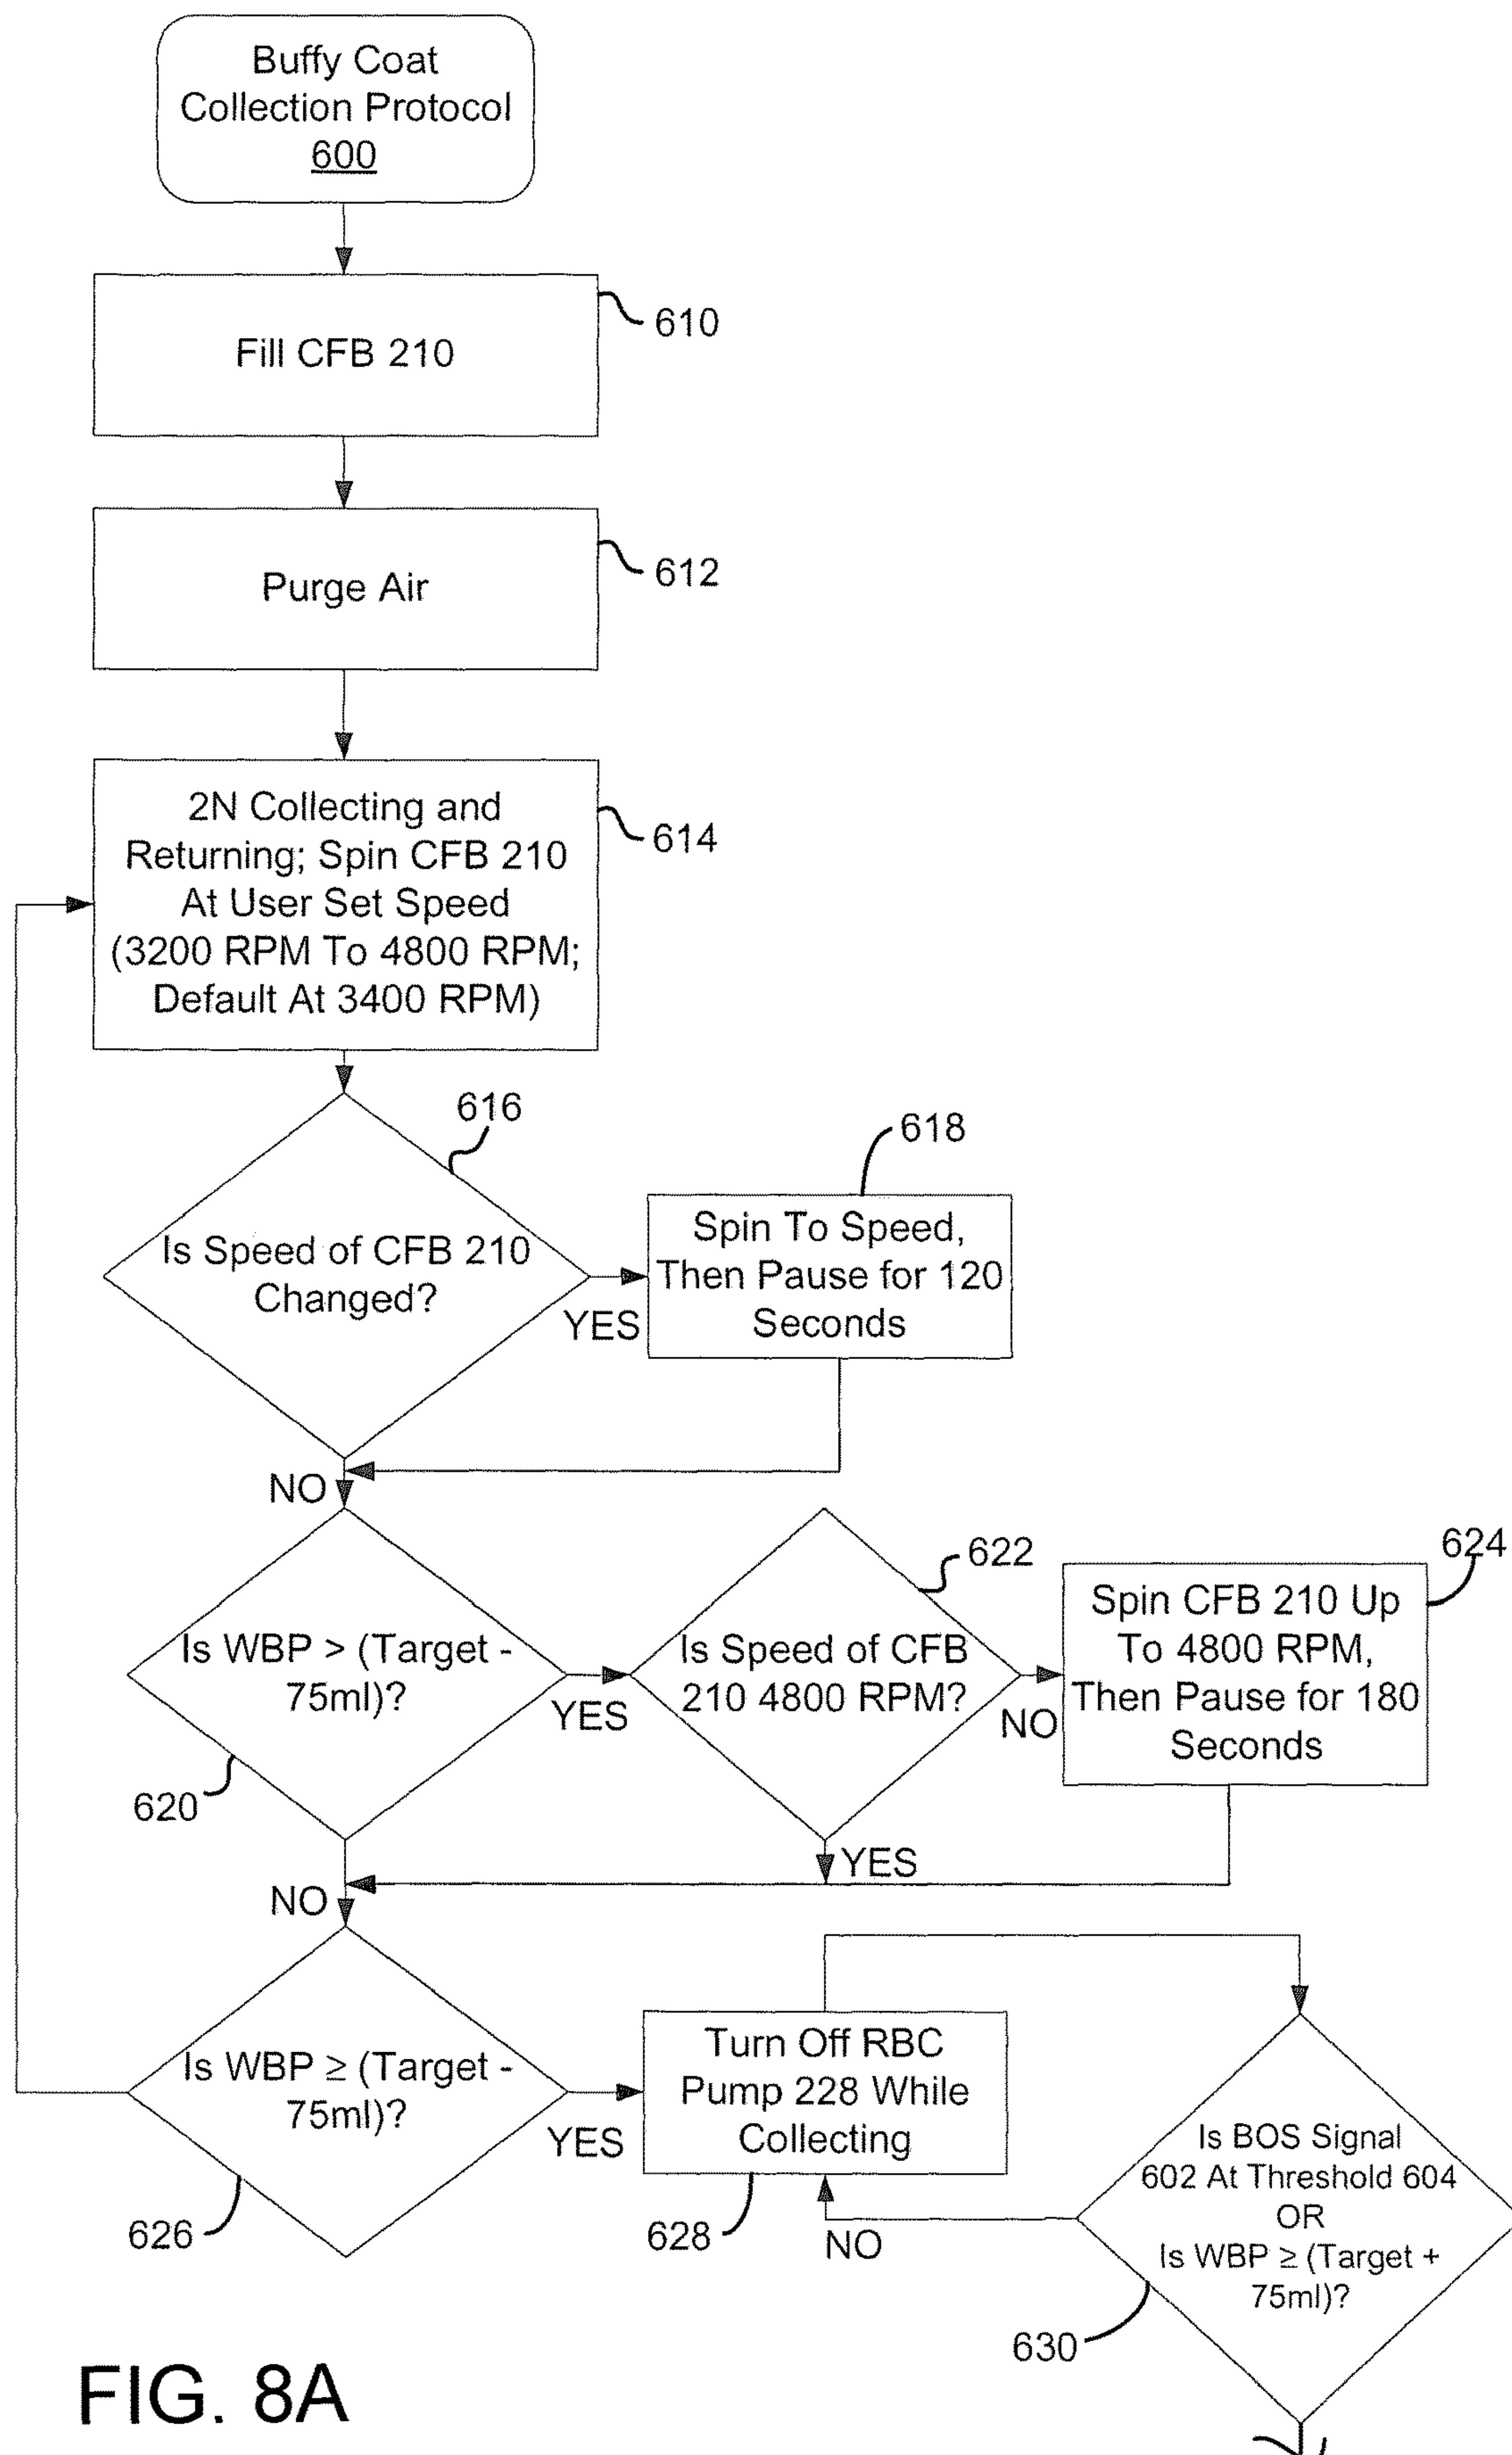 Buffy Coat
Collection Protocol
600
Fill CFB 210
610
Purge Air
612
2N Collecting and
Returning; Spin CFB 210
At User Set Speed
(3200 RPM To 4800 RPM;
Default At 3400 RPM)
614
616
Is Speed of CFB 210
Changed?
YES
618
Spin To Speed,
Then Pause for 120
Seconds
NO
Is WBP > (Target -
75ml)?
620
YES
622
Is Speed of CFB
210 4800 RPM?
NO
YES
624
Spin CFB 210 Up
To 4800 RPM,
Then Pause for 180
Seconds
NO
Is WBP ≥ (Target -
75ml)?
626
YES
Turn Off RBC
Pump 228 While
Collecting
628
NO
Is BOS Signal
602 At Threshold 604
OR
Is WBP ≥ (Target +
75ml)?
630
FIG. 8A